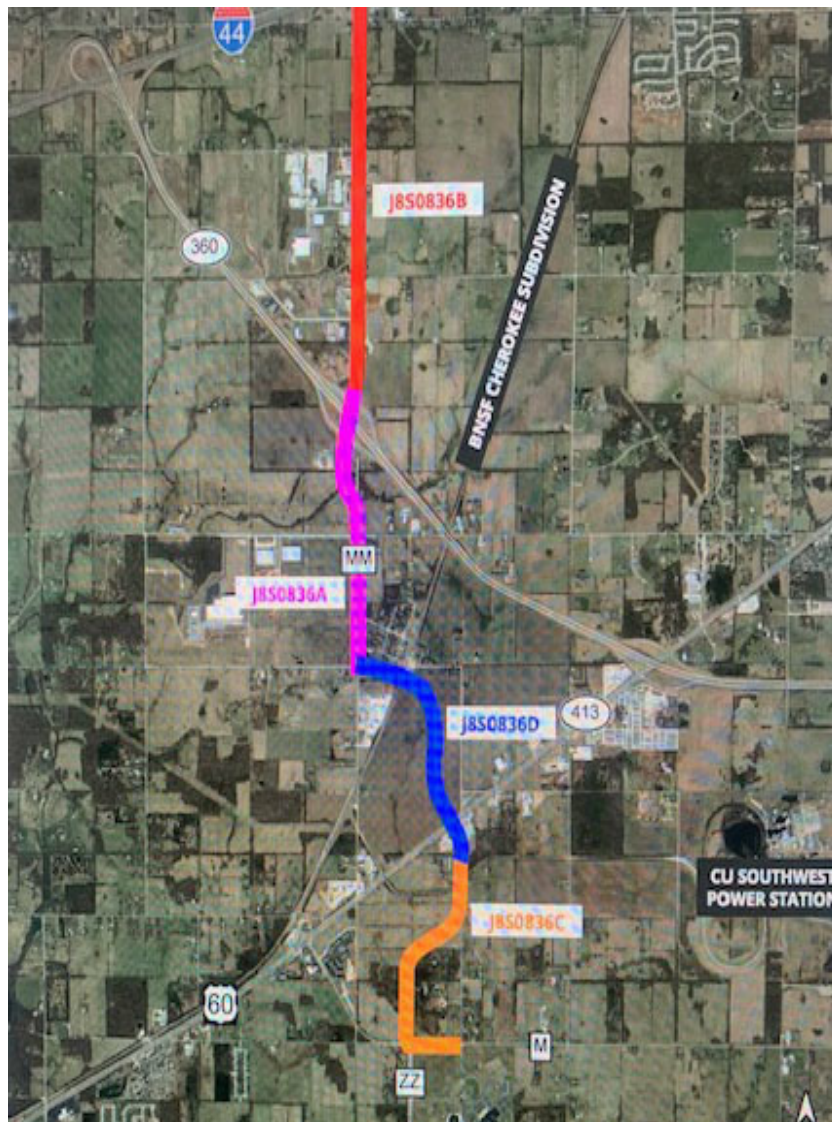 44
J8S0836B
360
BNSF CHEROKEE SUBDIVISION
MM
J8S0836A
J8S0836D
413
CU SOUTHWEST
POWER STATION
J8S0836C
60
M
ZZ